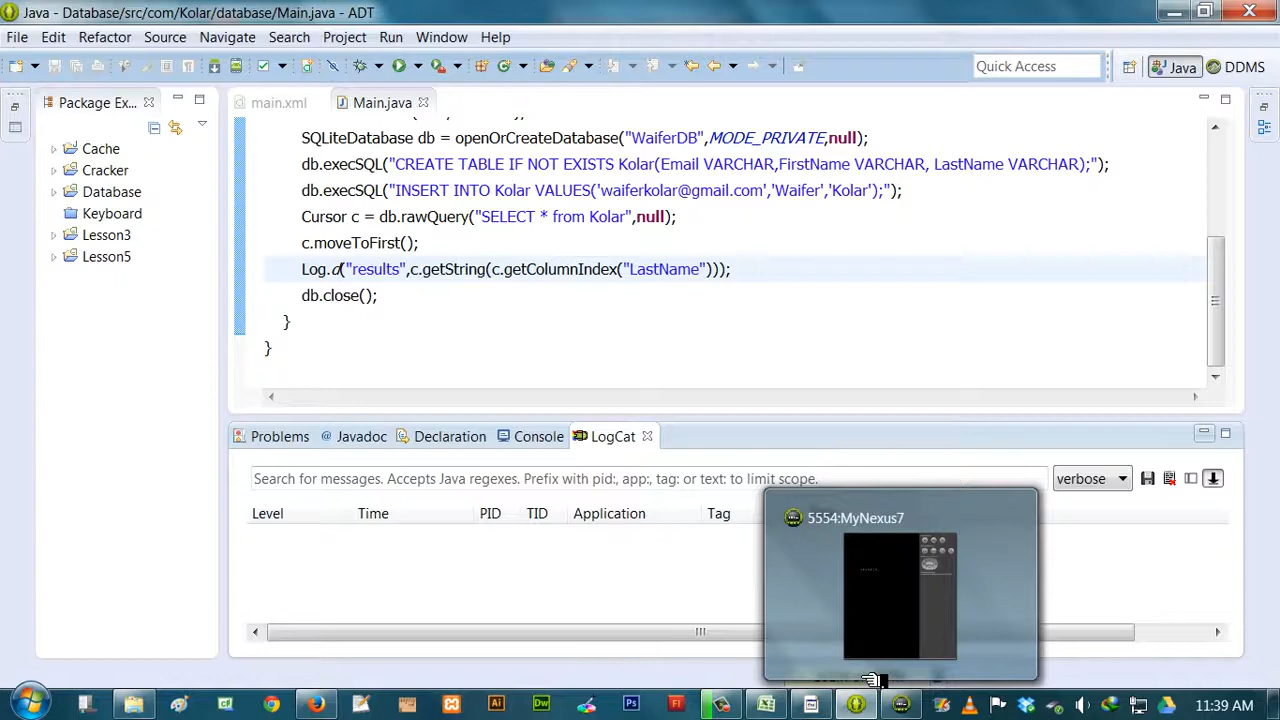 Java - Database/src/com/Kolar/database/Main.java - ADT
File Edit Refactor Source Navigate Search Project Run Window Help
Quick Access
Java
DDMS
Package Ex...
main.xml
Main.java
Cache
Cracker
Database
Keyboard
Lesson3
Lesson5
SQLiteDatabase db = openOrCreateDatabase("WaiferDB",MODE_PRIVATE,null);
db.execSQL("CREATE TABLE IF NOT EXISTS Kolar(Email VARCHAR,FirstName VARCHAR, LastName VARCHAR);");
db.execSQL("INSERT INTO Kolar VALUES('waiferkolar@gmail.com','Waifer','Kolar');");
Cursor c = db.rawQuery("SELECT * from Kolar",null);
c.moveToFirst();
Log.d("results",c.getString(c.getColumnIndex("LastName")));
db.close();
}
}
Problems @ Javadoc Declaration Console LogCat
Search for messages. Accepts Java regexes. Prefix with pid:, app:, tag: or text: to limit scope.
verbose
Level Time PID TID Application Tag
5554:MyNexus7
11:39 AM